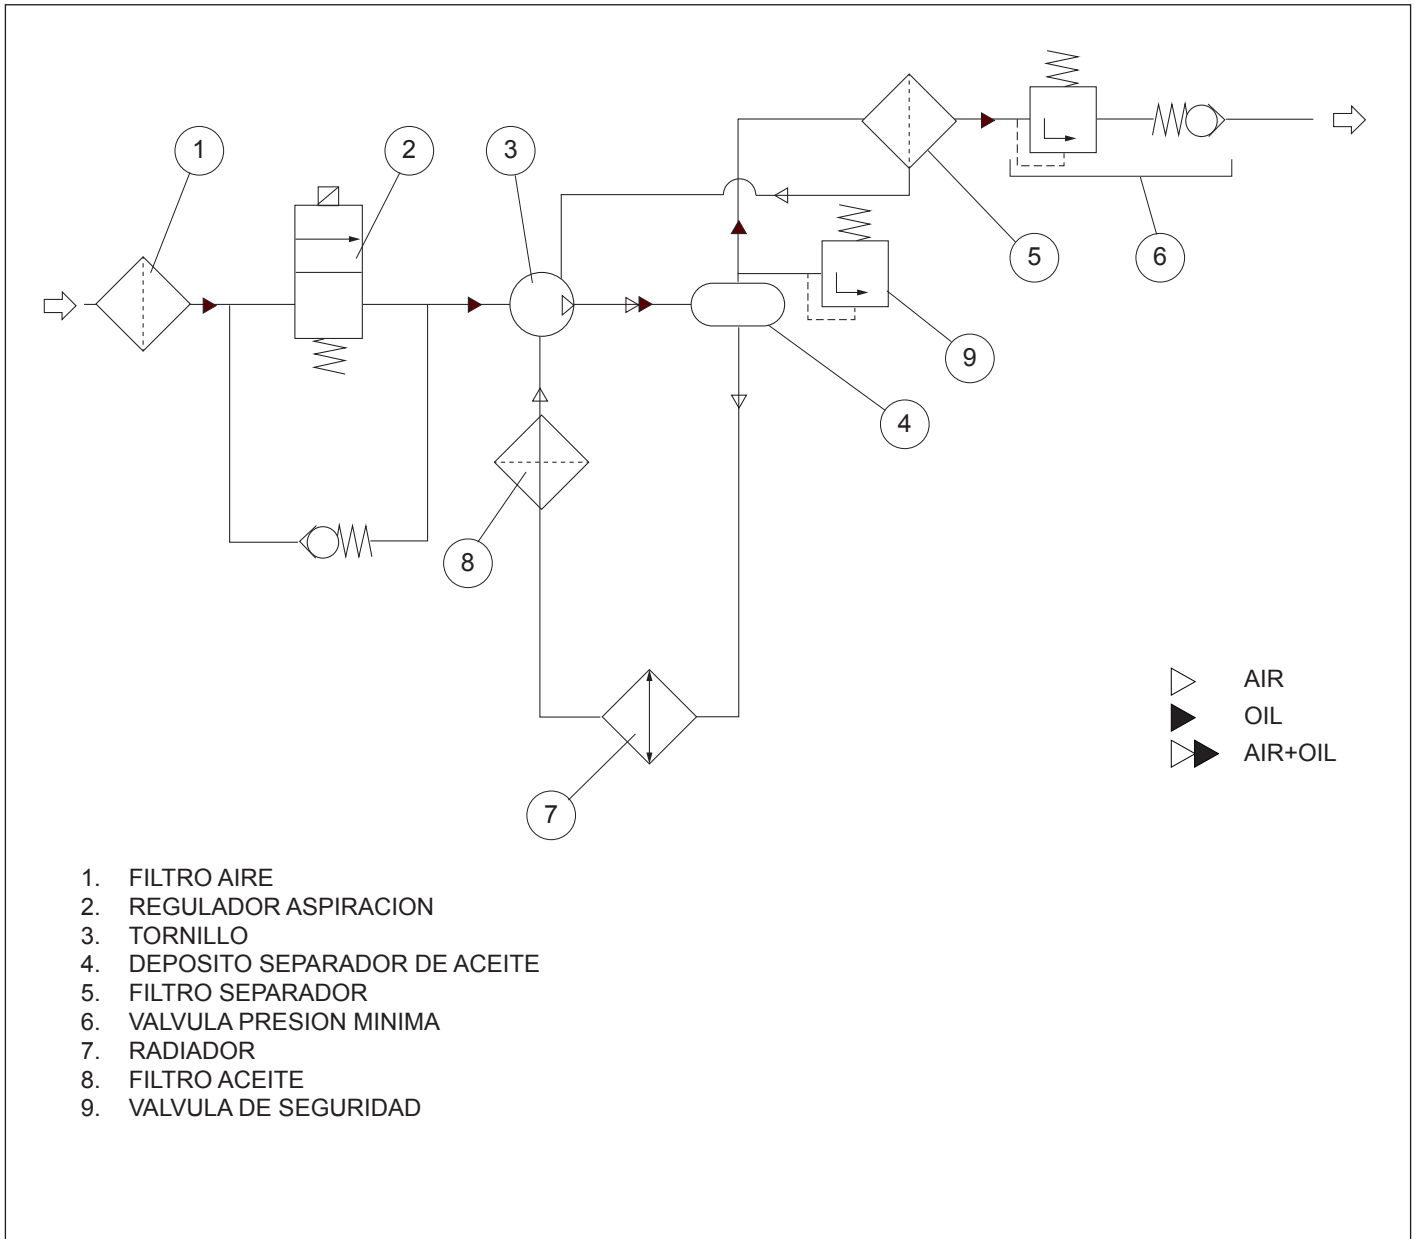 1
2
3
5
6
9
4
8
7
AIR
OIL
AIR+OIL
1. FILTRO AIRE
2. REGULADOR ASPIRACION
3. TORNILLO
4. DEPOSITO SEPARADOR DE ACEITE
5. FILTRO SEPARADOR
6. VALVULA PRESION MINIMA
7. RADIADOR
8. FILTRO ACEITE
9. VALVULA DE SEGURIDAD